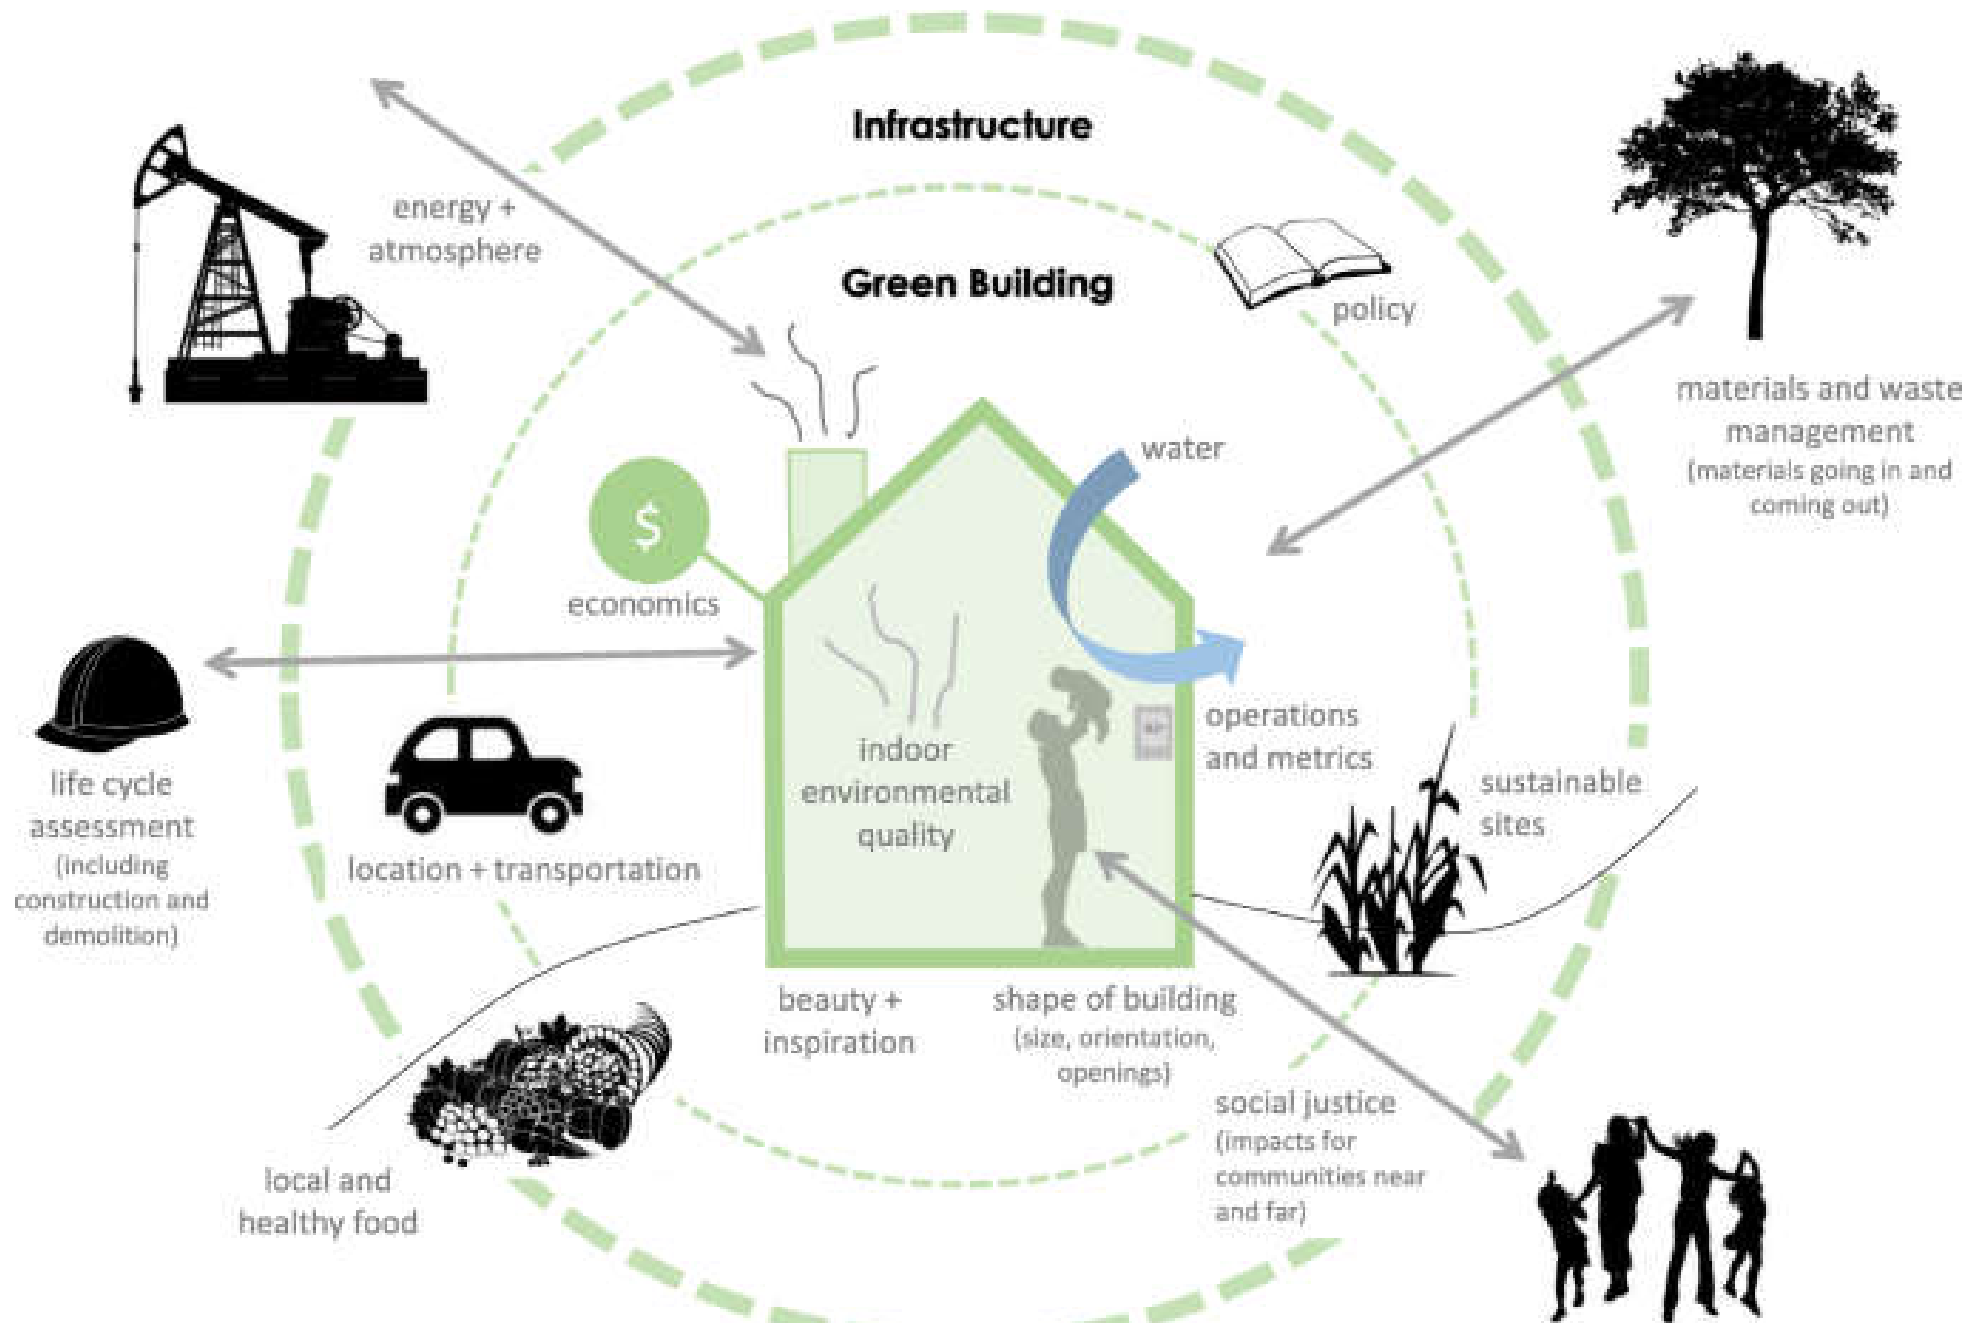 Infrastructure
energy +
atmosphere
Green Building
policy
materials and waste
management
(materials going in and
coming out)
water
$
economics
operations
and metrics
indoor
environmental
quality
sustainable
sites
life cycle
assessment
(including
construction and
demolition)
location + transportation
beauty +
inspiration
shape of building
(size, orientation,
openings)
social justice
(impacts for
communities near
and far)
local and
healthy food